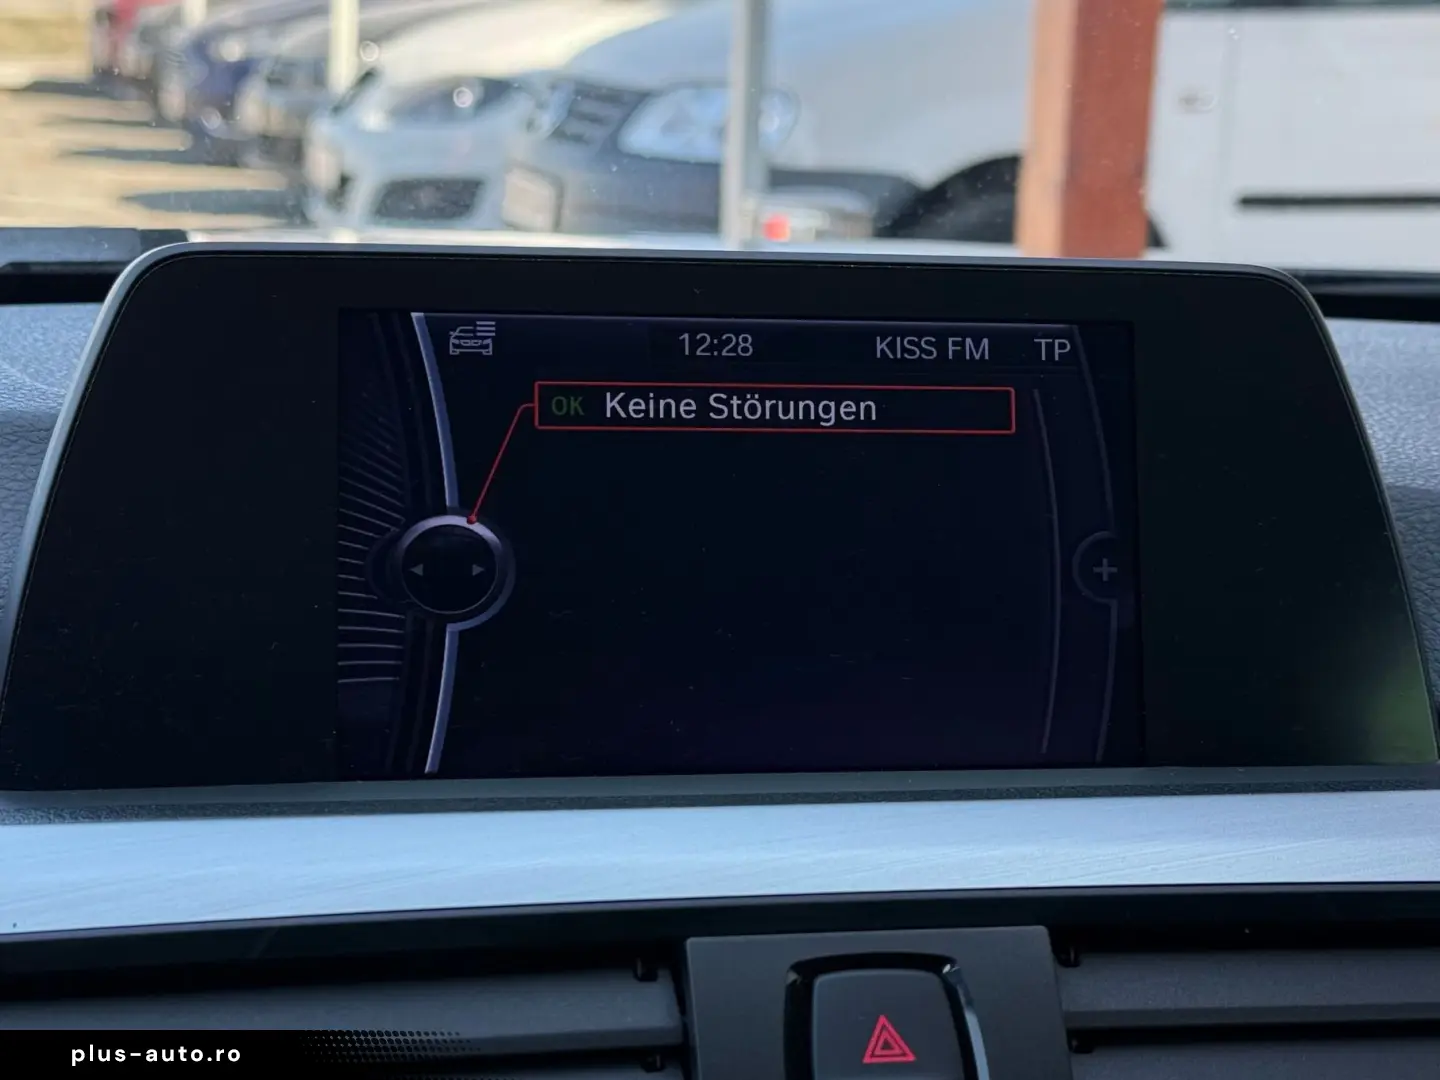 12:28 KISS FM TP
OK Keine Störungen
plus-auto.ro